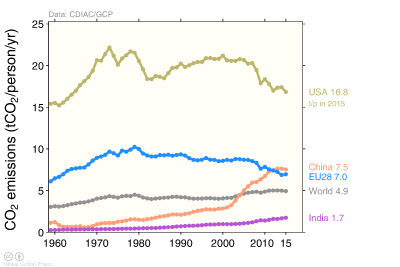 Data: CDIAC/GCP
CO2 emissions (tCO2/person/yr)
25
20
15
10
5
0
1960
1970
1980
1990
2000
2010
15
USA 16.8
t/p in 2015
China 7.5
EU28 7.0
World 4.9
India 1.7
Global Carbon Project